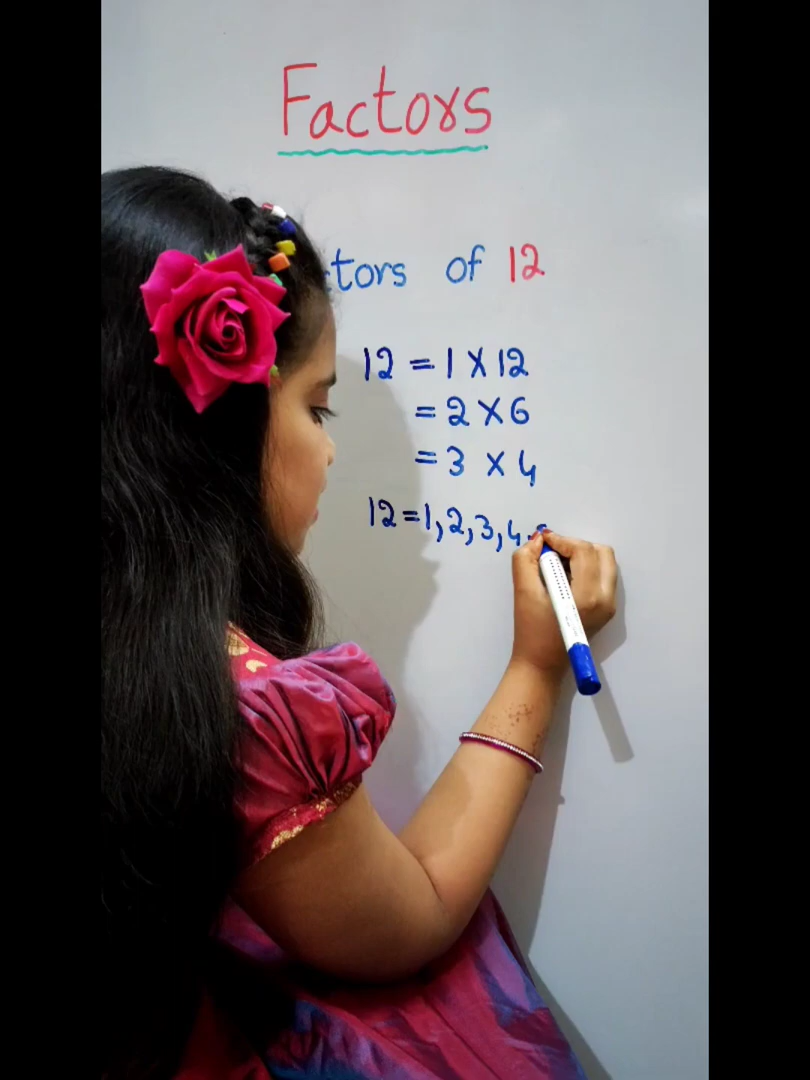 Factors
ctors of 12
12 = 1 X 12
= 2 X 6
= 3 X 4
12 = 1, 2, 3, 4,